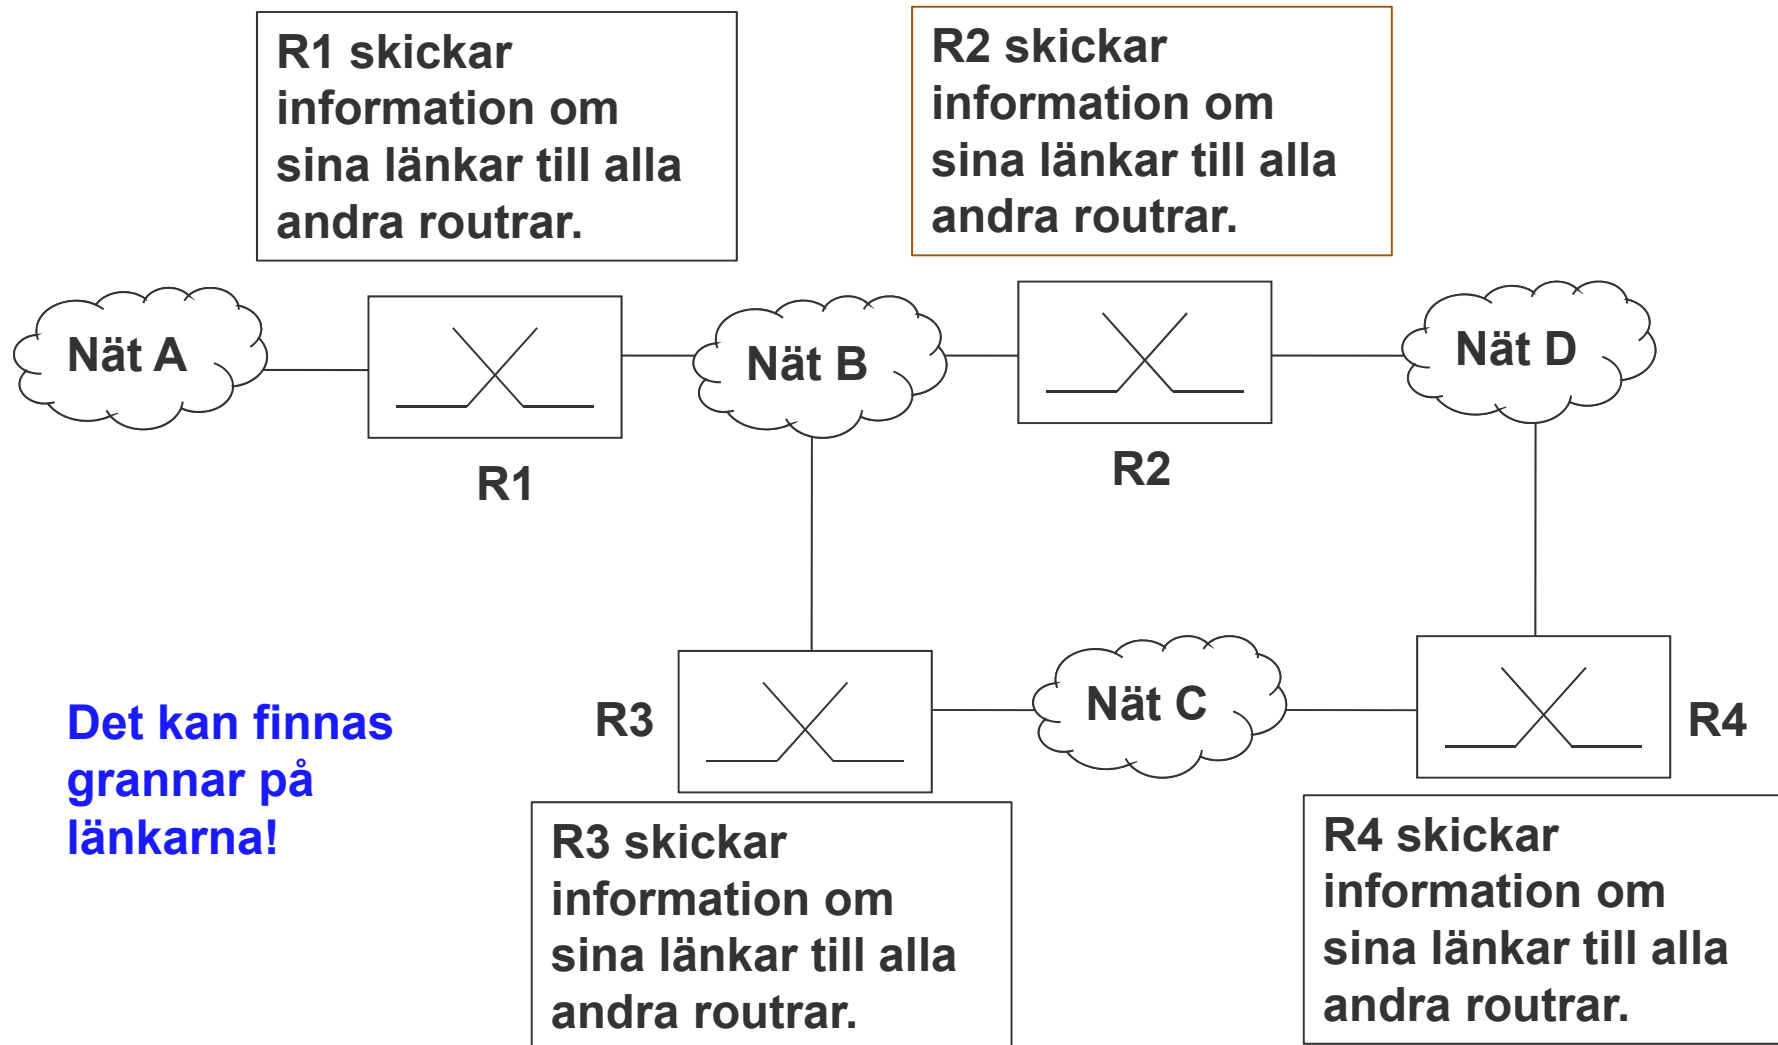 R1 skickar
information om
sina länkar till alla
andra routrar.
R2 skickar
information om
sina länkar till alla
andra routrar.
Nät A
Nät B
Nät D
R1
R2
Det kan finnas
grannar på
länkarna!
R3
Nät C
R4
R3 skickar
information om
sina länkar till alla
andra routrar.
R4 skickar
information om
sina länkar till alla
andra routrar.